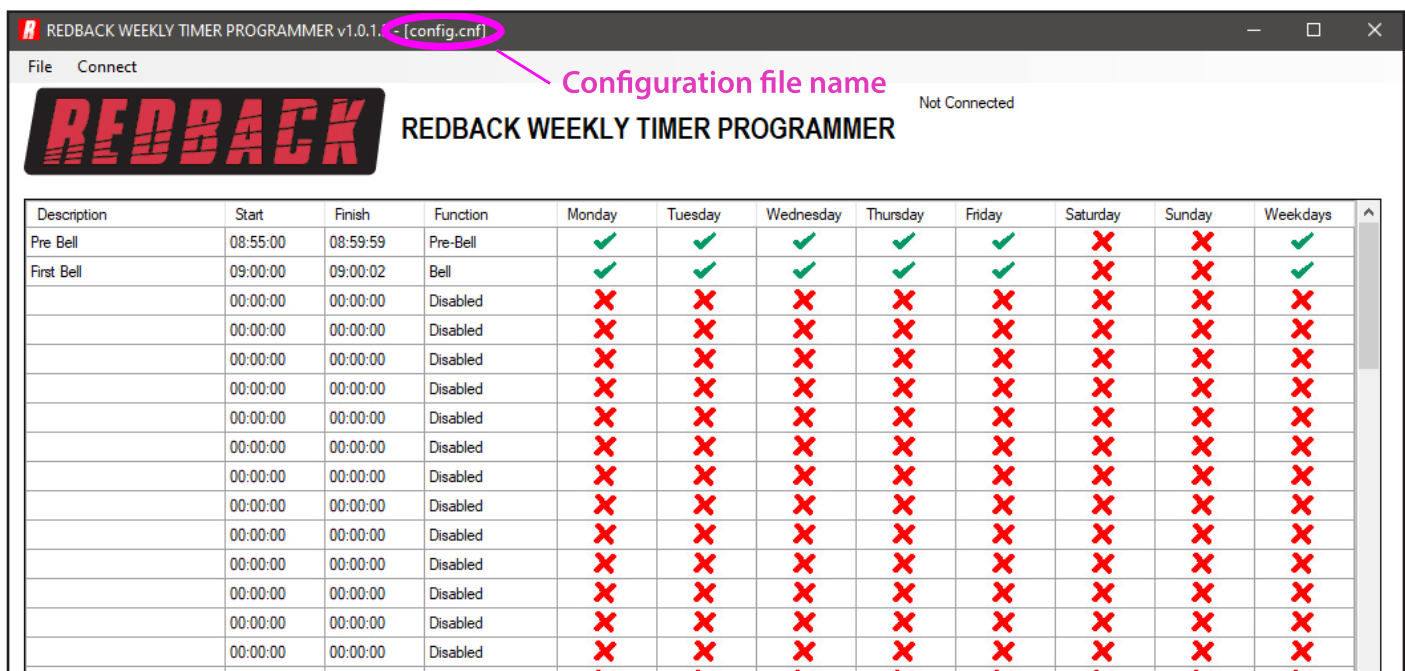 REDBACK WEEKLY TIMER PROGRAMMER v1.0.1. - [config.cnf]
File Connect
Configuration file name
Not Connected
REDBACK
REDBACK WEEKLY TIMER PROGRAMMER
Description Start Finish Function Monday Tuesday Wednesday Thursday Friday Saturday Sunday Weekdays
Pre Bell 08:55:00 08:59:59 Pre-Bell
First Bell 09:00:00 09:00:02 Bell
00:00:00 00:00:00 Disabled
00:00:00 00:00:00 Disabled
00:00:00 00:00:00 Disabled
00:00:00 00:00:00 Disabled
00:00:00 00:00:00 Disabled
00:00:00 00:00:00 Disabled
00:00:00 00:00:00 Disabled
00:00:00 00:00:00 Disabled
00:00:00 00:00:00 Disabled
00:00:00 00:00:00 Disabled
00:00:00 00:00:00 Disabled
00:00:00 00:00:00 Disabled
00:00:00 00:00:00 Disabled